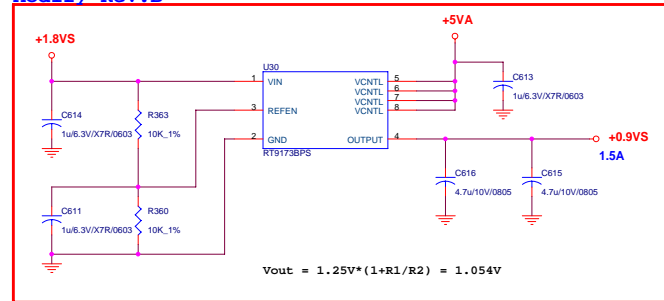 +1.8VS
+5VA
U30
1 VIN
VCNTL 5
VCNTL 6
VCNTL 7
VCNTL 8
3 REFEN
2 GND
OUTPUT 4
RT9173BPS
C613
1u/6.3V/X7R/0603
C614
1u/6.3V/X7R/0603
R363
10K_1%
+0.9VS
1.5A
C616
4.7u/10V/0805
C615
4.7u/10V/0805
C611
1u/6.3V/X7R/0603
R360
10K_1%
Vout = 1.25V*(1+R1/R2) = 1.054V